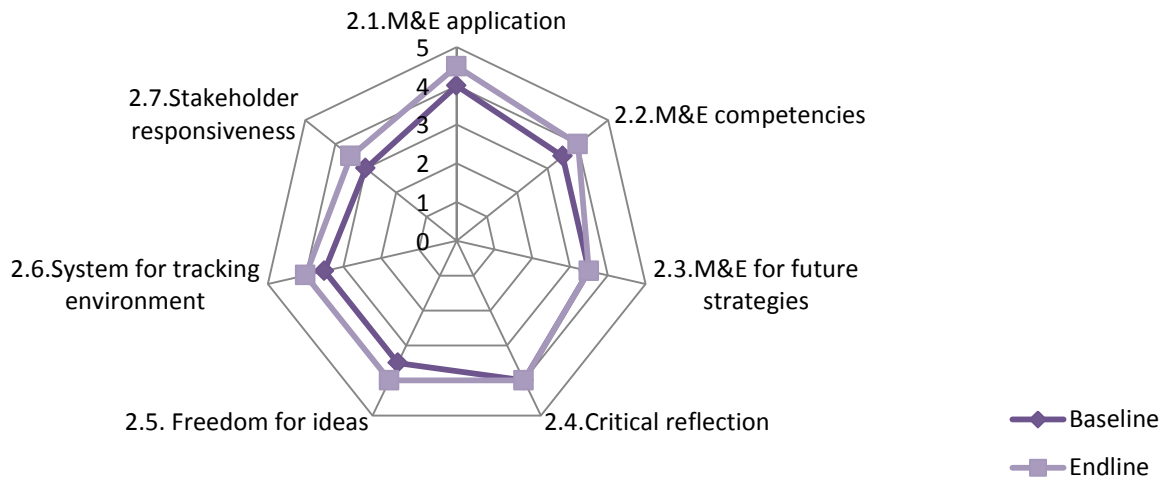 2.1.M&E application
5
4
3
2
1
0
2.2.M&E competencies
2.3.M&E for future
strategies
2.4.Critical reflection
2.5. Freedom for ideas
2.6.System for tracking
environment
2.7.Stakeholder
responsiveness
Baseline
Endline